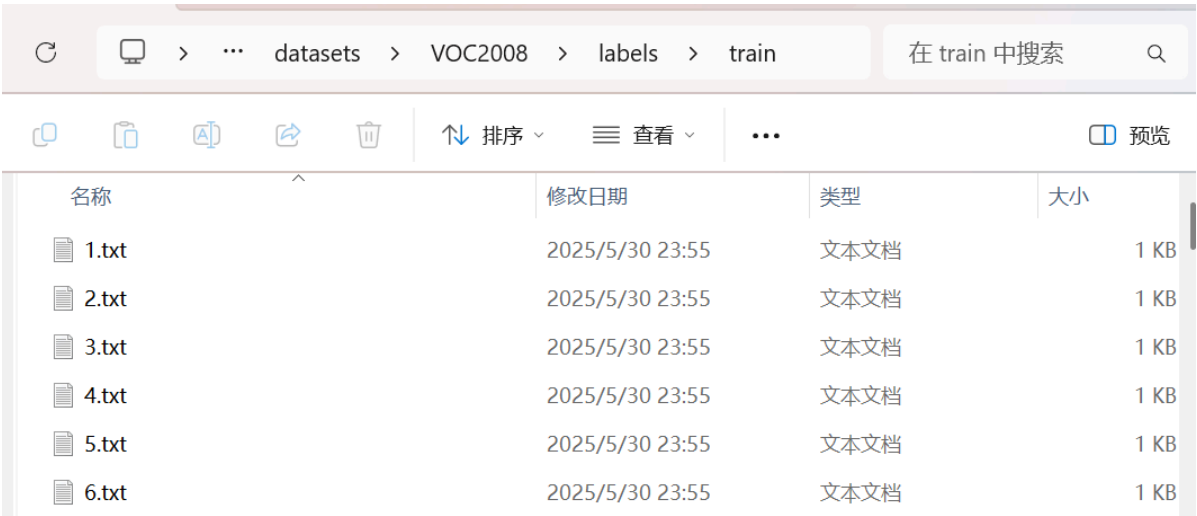 datasets > VOC2008 > labels > train 在 train 中搜索
排序 查看 ••• 预览
名称 修改日期 类型 大小
1.txt 2025/5/30 23:55 文本文档 1 KB
2.txt 2025/5/30 23:55 文本文档 1 KB
3.txt 2025/5/30 23:55 文本文档 1 KB
4.txt 2025/5/30 23:55 文本文档 1 KB
5.txt 2025/5/30 23:55 文本文档 1 KB
6.txt 2025/5/30 23:55 文本文档 1 KB